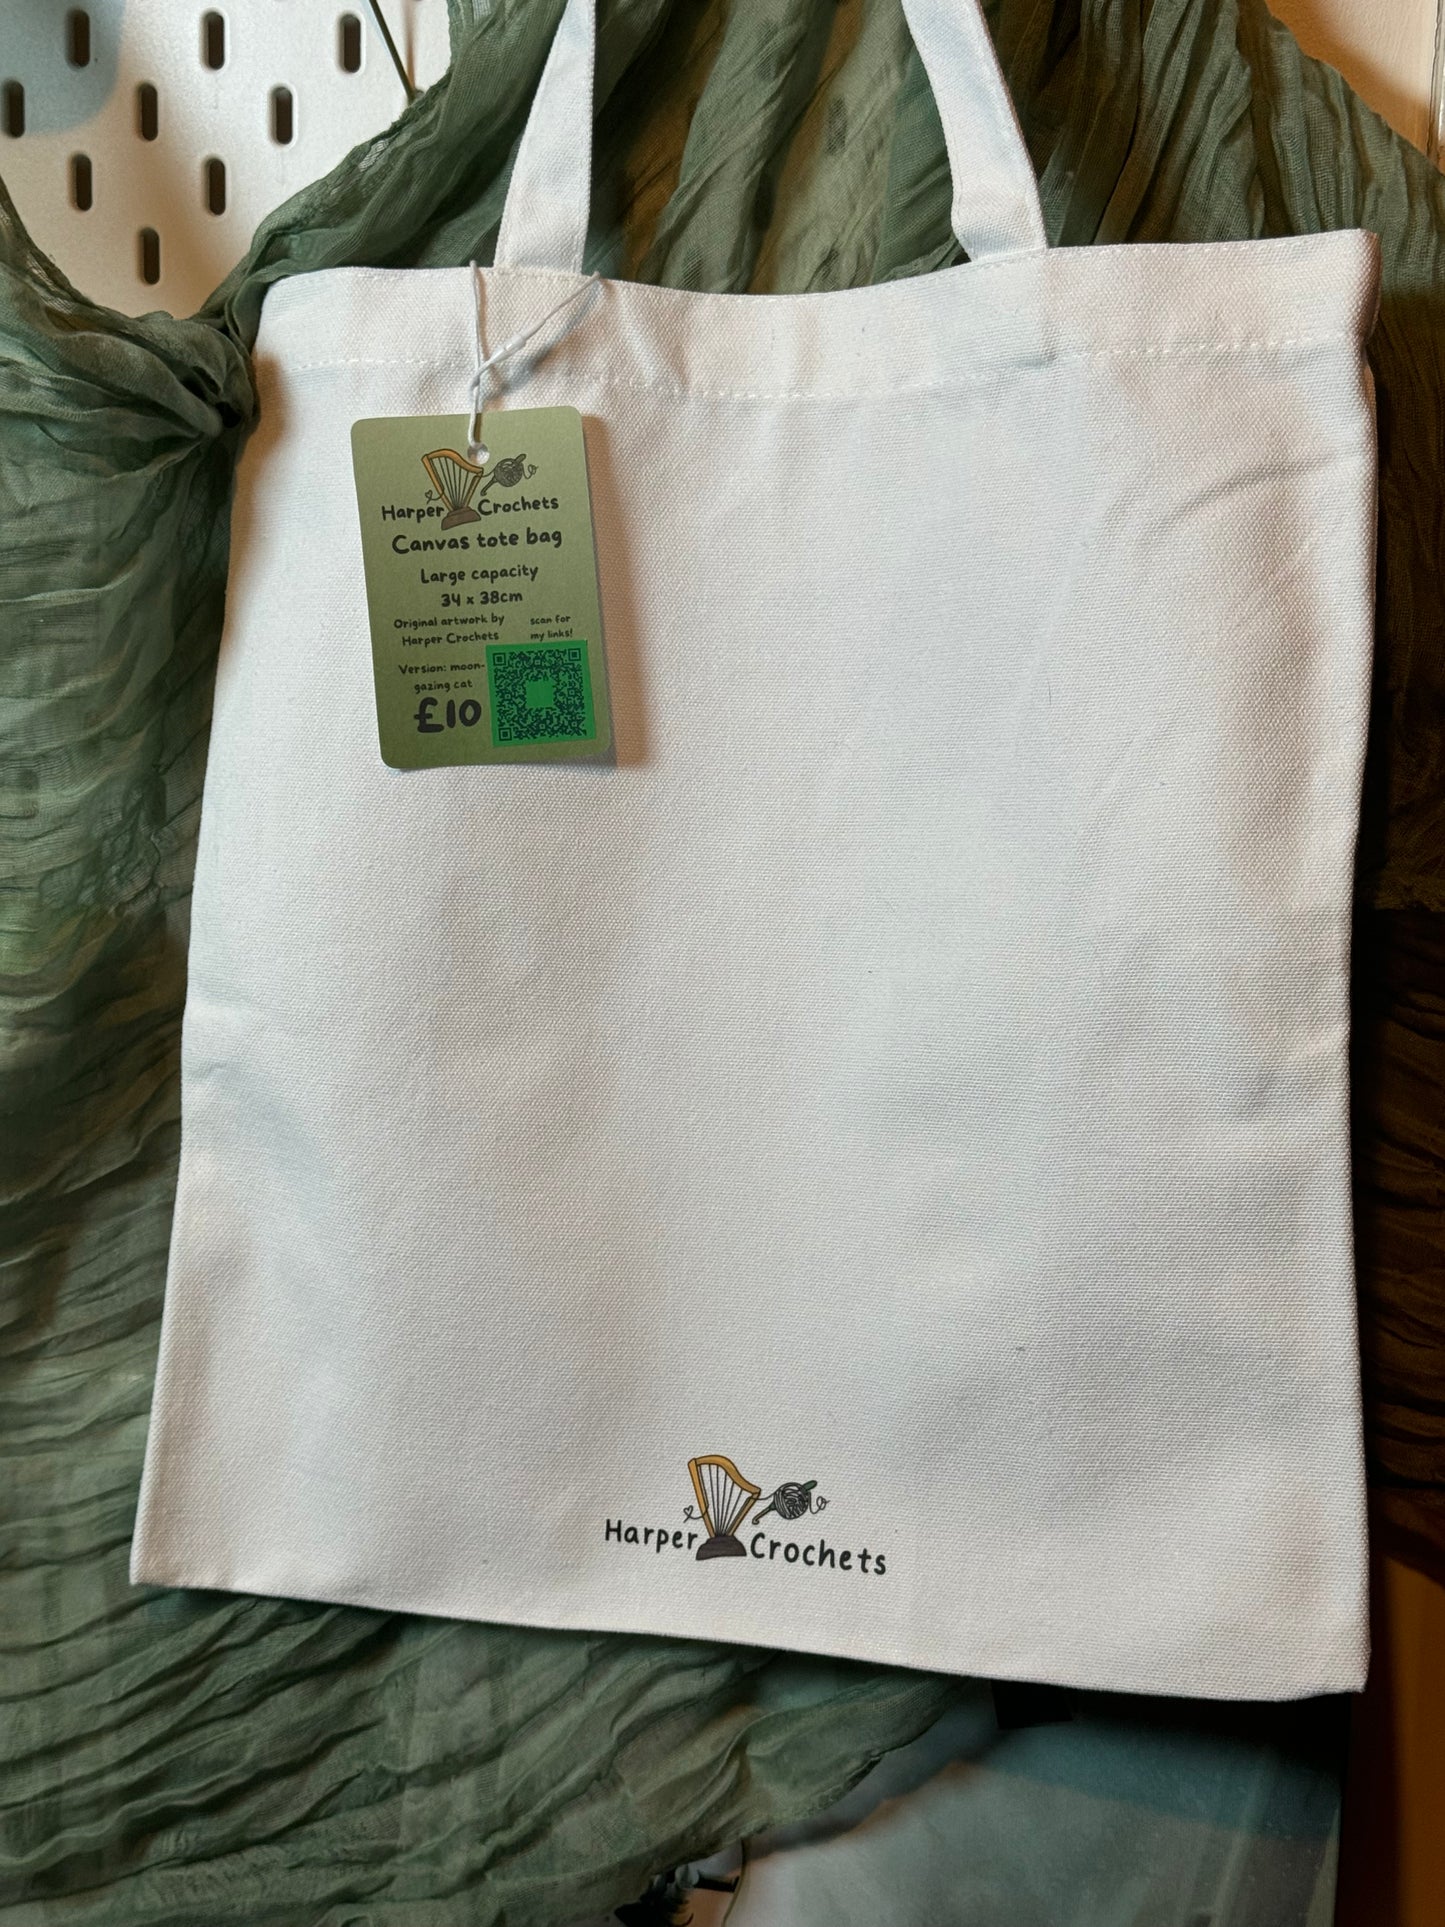 Harper Crochets
Canvas tote bag
Large capacity
34 x 38cm
Original artwork by
Harper Crochets
scan for
my links!
Version: moon-
gazing cat
£10
Harper Crochets